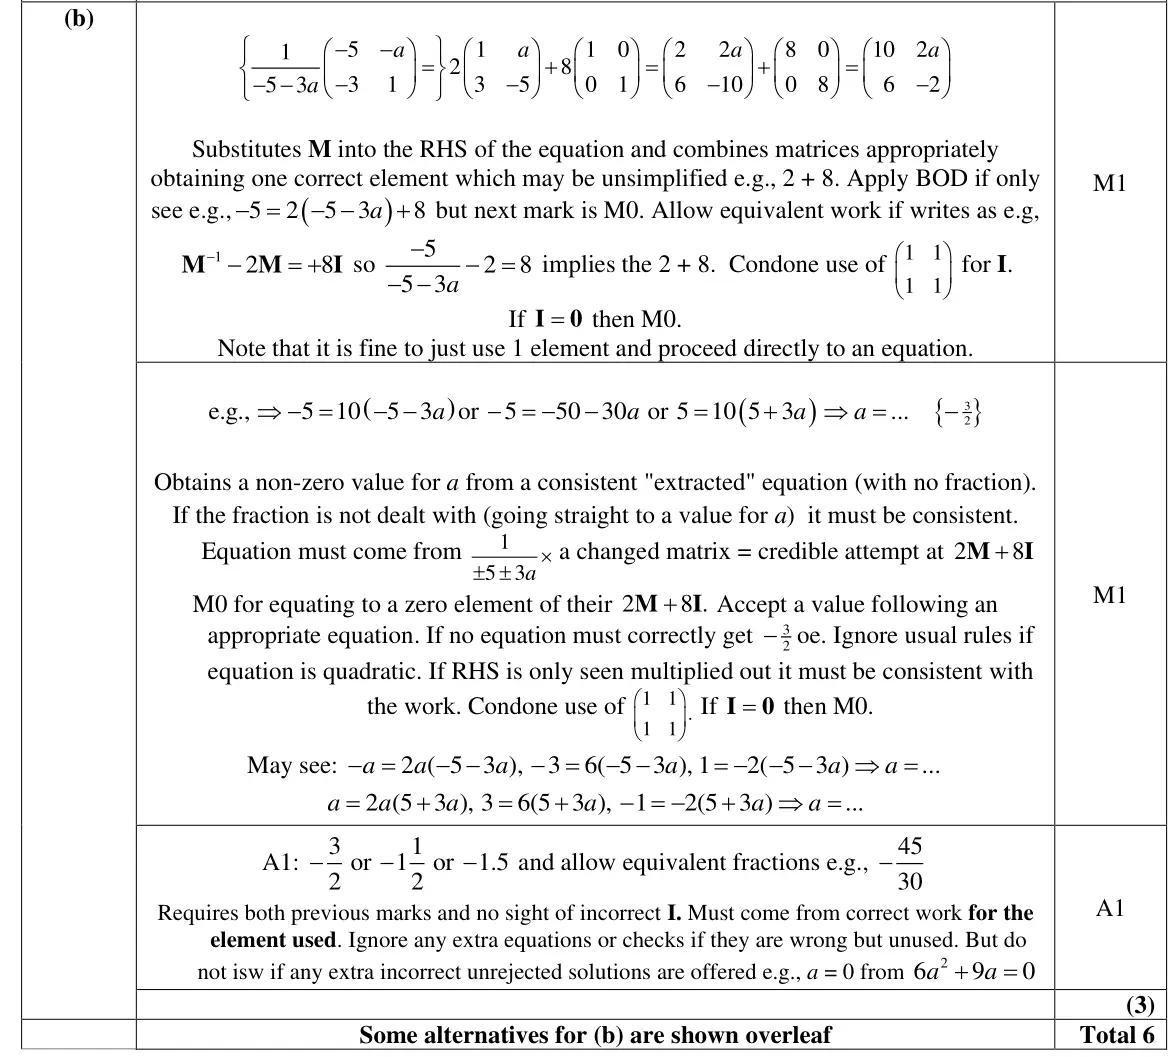 (b)
{ 1/(−5−3a) (−5 −a; −3 1) = } 2(1 a; 3 −5) + 8(1 0; 0 1) = (2 2a; 6 −10) + (8 0; 0 8) = (10 2a; 6 −2)
Substitutes M into the RHS of the equation and combines matrices appropriately
obtaining one correct element which may be unsimplified e.g., 2 + 8. Apply BOD if only
see e.g., −5 = 2(−5−3a)+8 but next mark is M0. Allow equivalent work if writes as e.g,
M⁻¹ − 2M = +8I so −5/(−5−3a) − 2 = 8 implies the 2 + 8. Condone use of (1 1; 1 1) for I.
If I = 0 then M0.
Note that it is fine to just use 1 element and proceed directly to an equation.
M1
e.g., ⇒ −5 = 10(−5−3a) or −5 = −50−30a or 5 = 10(5+3a) ⇒ a = ... {−3/2}
Obtains a non-zero value for a from a consistent "extracted" equation (with no fraction).
If the fraction is not dealt with (going straight to a value for a) it must be consistent.
Equation must come from 1/(±5±3a) × a changed matrix = credible attempt at 2M + 8I
M0 for equating to a zero element of their 2M + 8I. Accept a value following an
appropriate equation. If no equation must correctly get −3/2 oe. Ignore usual rules if
equation is quadratic. If RHS is only seen multiplied out it must be consistent with
the work. Condone use of (1 1; 1 1). If I = 0 then M0.
May see: −a = 2a(−5−3a), −3 = 6(−5−3a), 1 = −2(−5−3a) ⇒ a = ...
a = 2a(5+3a), 3 = 6(5+3a), −1 = −2(5+3a) ⇒ a = ...
M1
A1: −3/2 or −1 1/2 or −1.5 and allow equivalent fractions e.g., −45/30
Requires both previous marks and no sight of incorrect I. Must come from correct work for the
element used. Ignore any extra equations or checks if they are wrong but unused. But do
not isw if any extra incorrect unrejected solutions are offered e.g., a = 0 from 6a² + 9a = 0
A1
(3)
Some alternatives for (b) are shown overleaf
Total 6